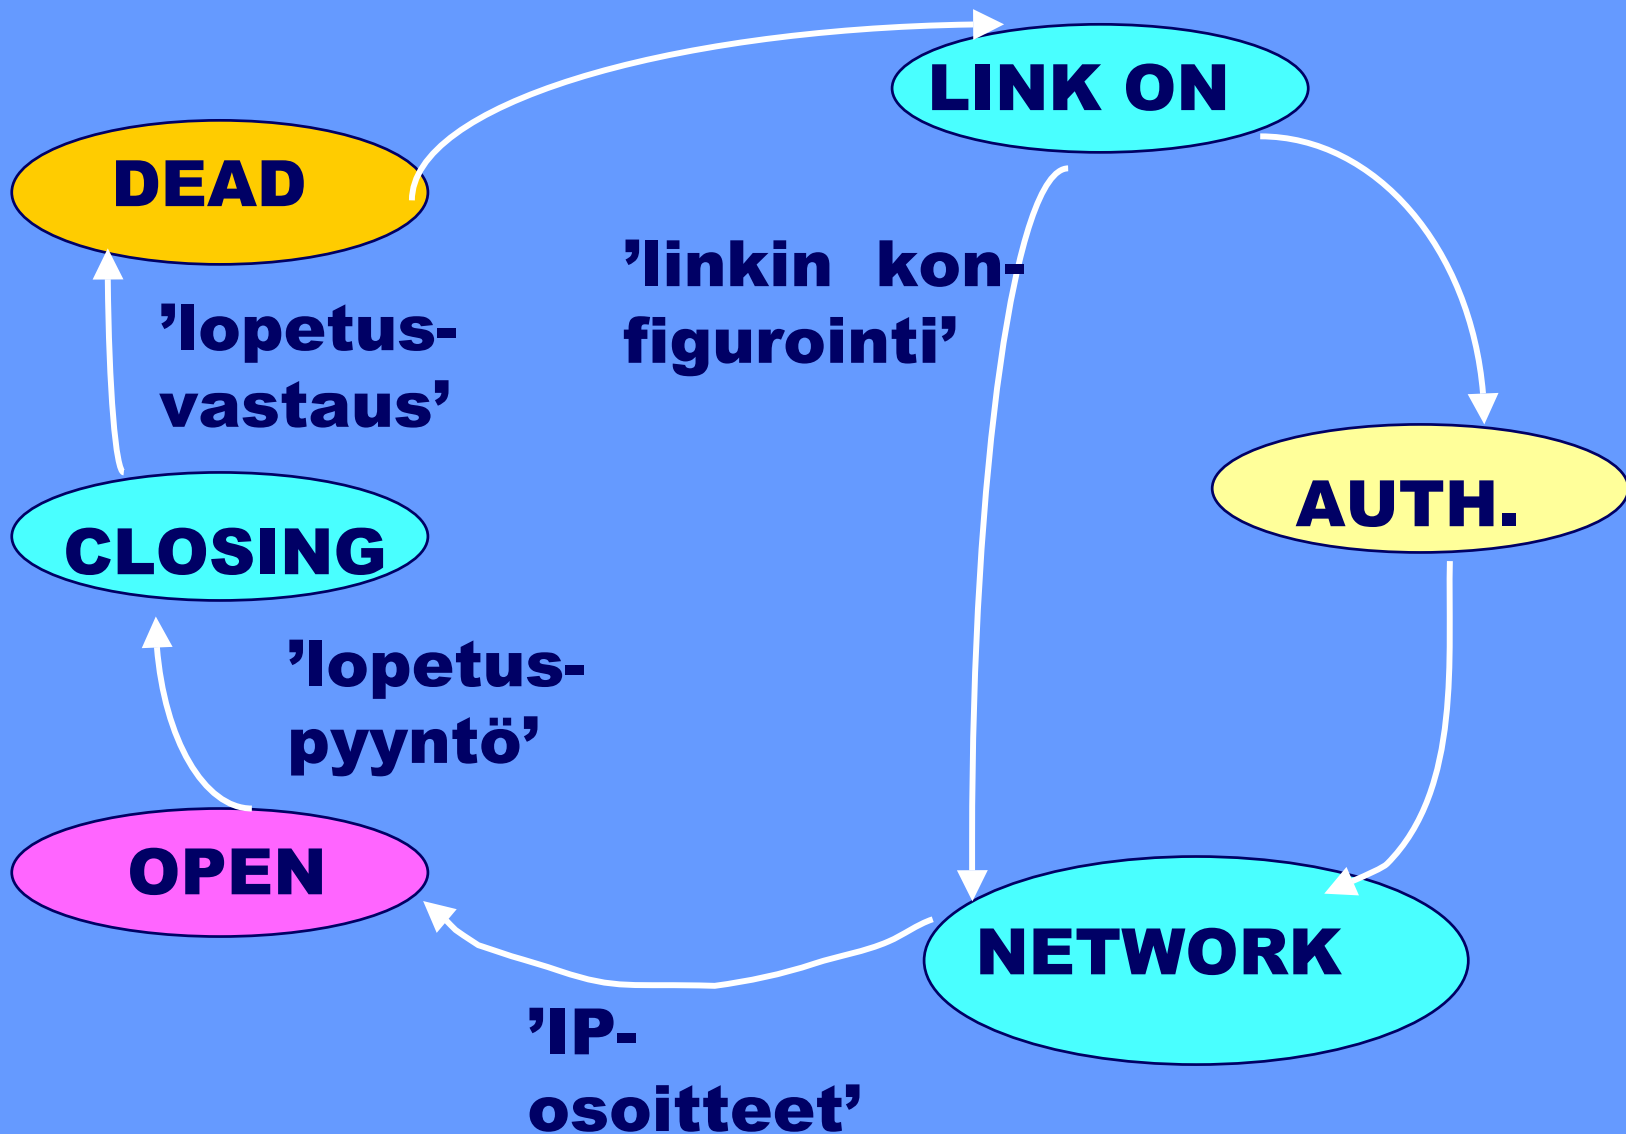 LINK ON
DEAD
’linkin kon-
figurointi’
’lopetus-
vastaus’
AUTH.
CLOSING
’lopetus-
pyyntö’
OPEN
NETWORK
’IP-
osoitteet’